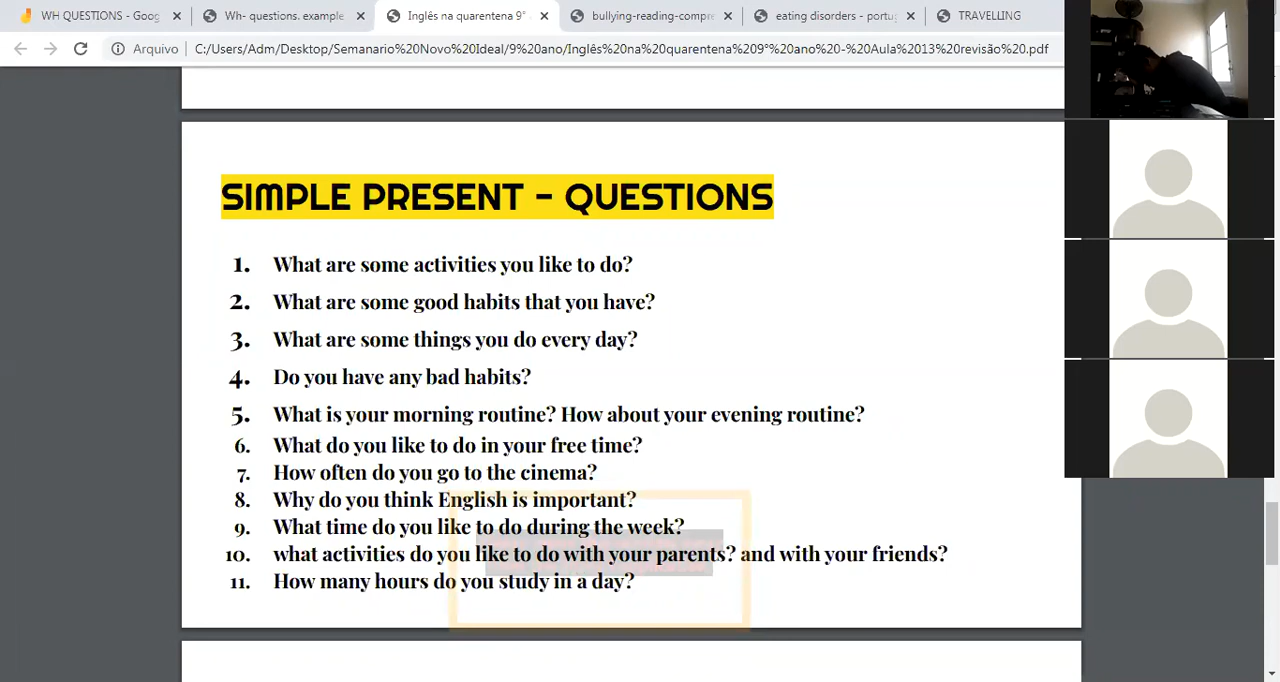 WH QUESTIONS - Goog
Wh- questions. example
Inglês na quarentena 9°
bullying-reading-compre
eating disorders - portug
TRAVELLING
Arquivo
C:/Users/Adm/Desktop/Semanario%20Novo%20Ideal/9%20ano/Inglês%20na%20quarentena%209°%20ano%20-%20Aula%2013%20revisão%20.pdf
SIMPLE PRESENT - QUESTIONS
1. What are some activities you like to do?
2. What are some good habits that you have?
3. What are some things you do every day?
4. Do you have any bad habits?
5. What is your morning routine? How about your evening routine?
6. What do you like to do in your free time?
7. How often do you go to the cinema?
8. Why do you think English is important?
9. What time do you like to do during the week?
10. what activities do you like to do with your parents? and with your friends?
11. How many hours do you study in a day?